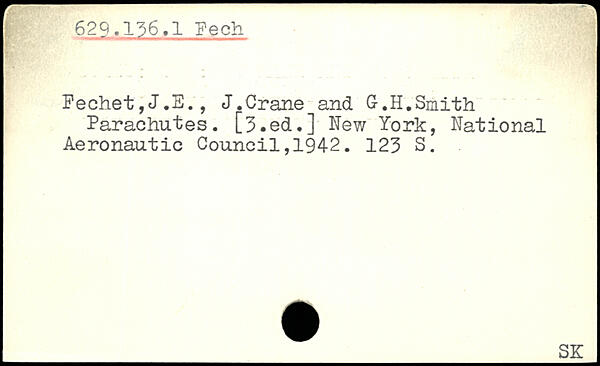 629.136.1 Fech
Fechet,J.E., J.Crane and G.H.Smith
Parachutes. [3.ed.] New York, National
Aeronautic Council,1942. 123 S.
SK